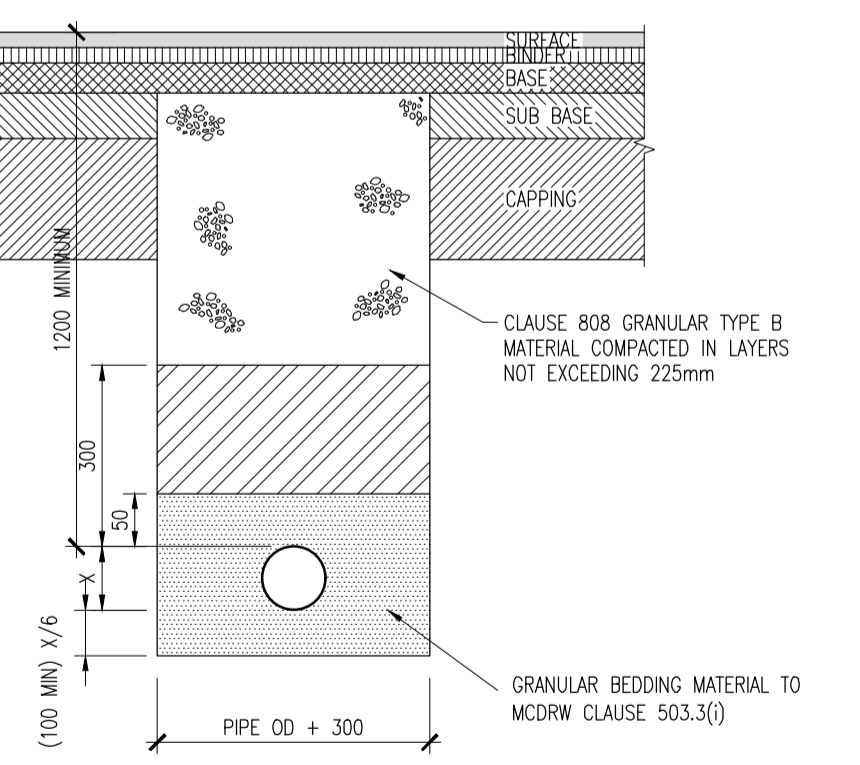 SURFACE
BINDER
BASE
SUB BASE
CAPPING
1200 MINIMUM
CLAUSE 808 GRANULAR TYPE B
MATERIAL COMPACTED IN LAYERS
NOT EXCEEDING 225mm
300
50
X
(100 MIN) X/6
GRANULAR BEDDING MATERIAL TO
MCDRW CLAUSE 503.3(i)
PIPE OD + 300